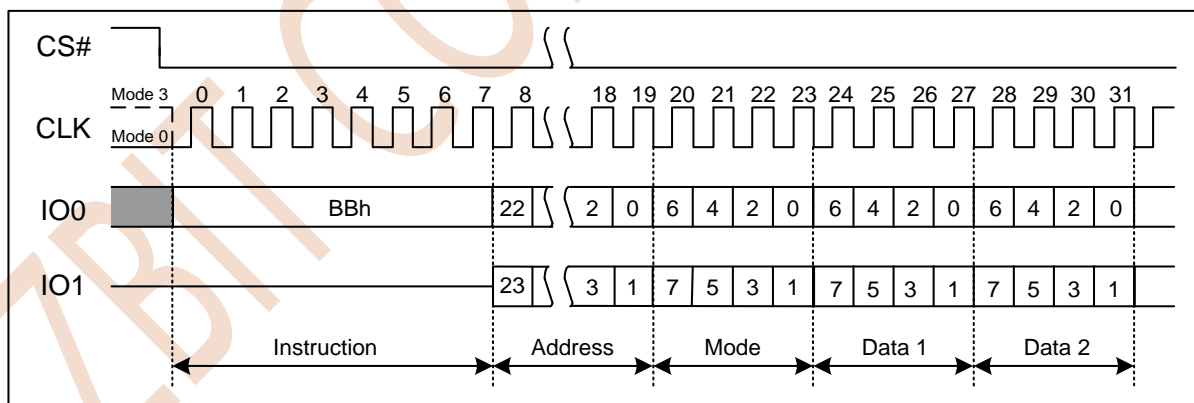 CS#
Mode 3 0 1 2 3 4 5 6 7 8 18 19 20 21 22 23 24 25 26 27 28 29 30 31
CLK
Mode 0
IO0 BBh 22 2 0 6 4 2 0 6 4 2 0 6 4 2 0
IO1 23 3 1 7 5 3 1 7 5 3 1 7 5 3 1
Instruction Address Mode Data 1 Data 2
ZBIT CO